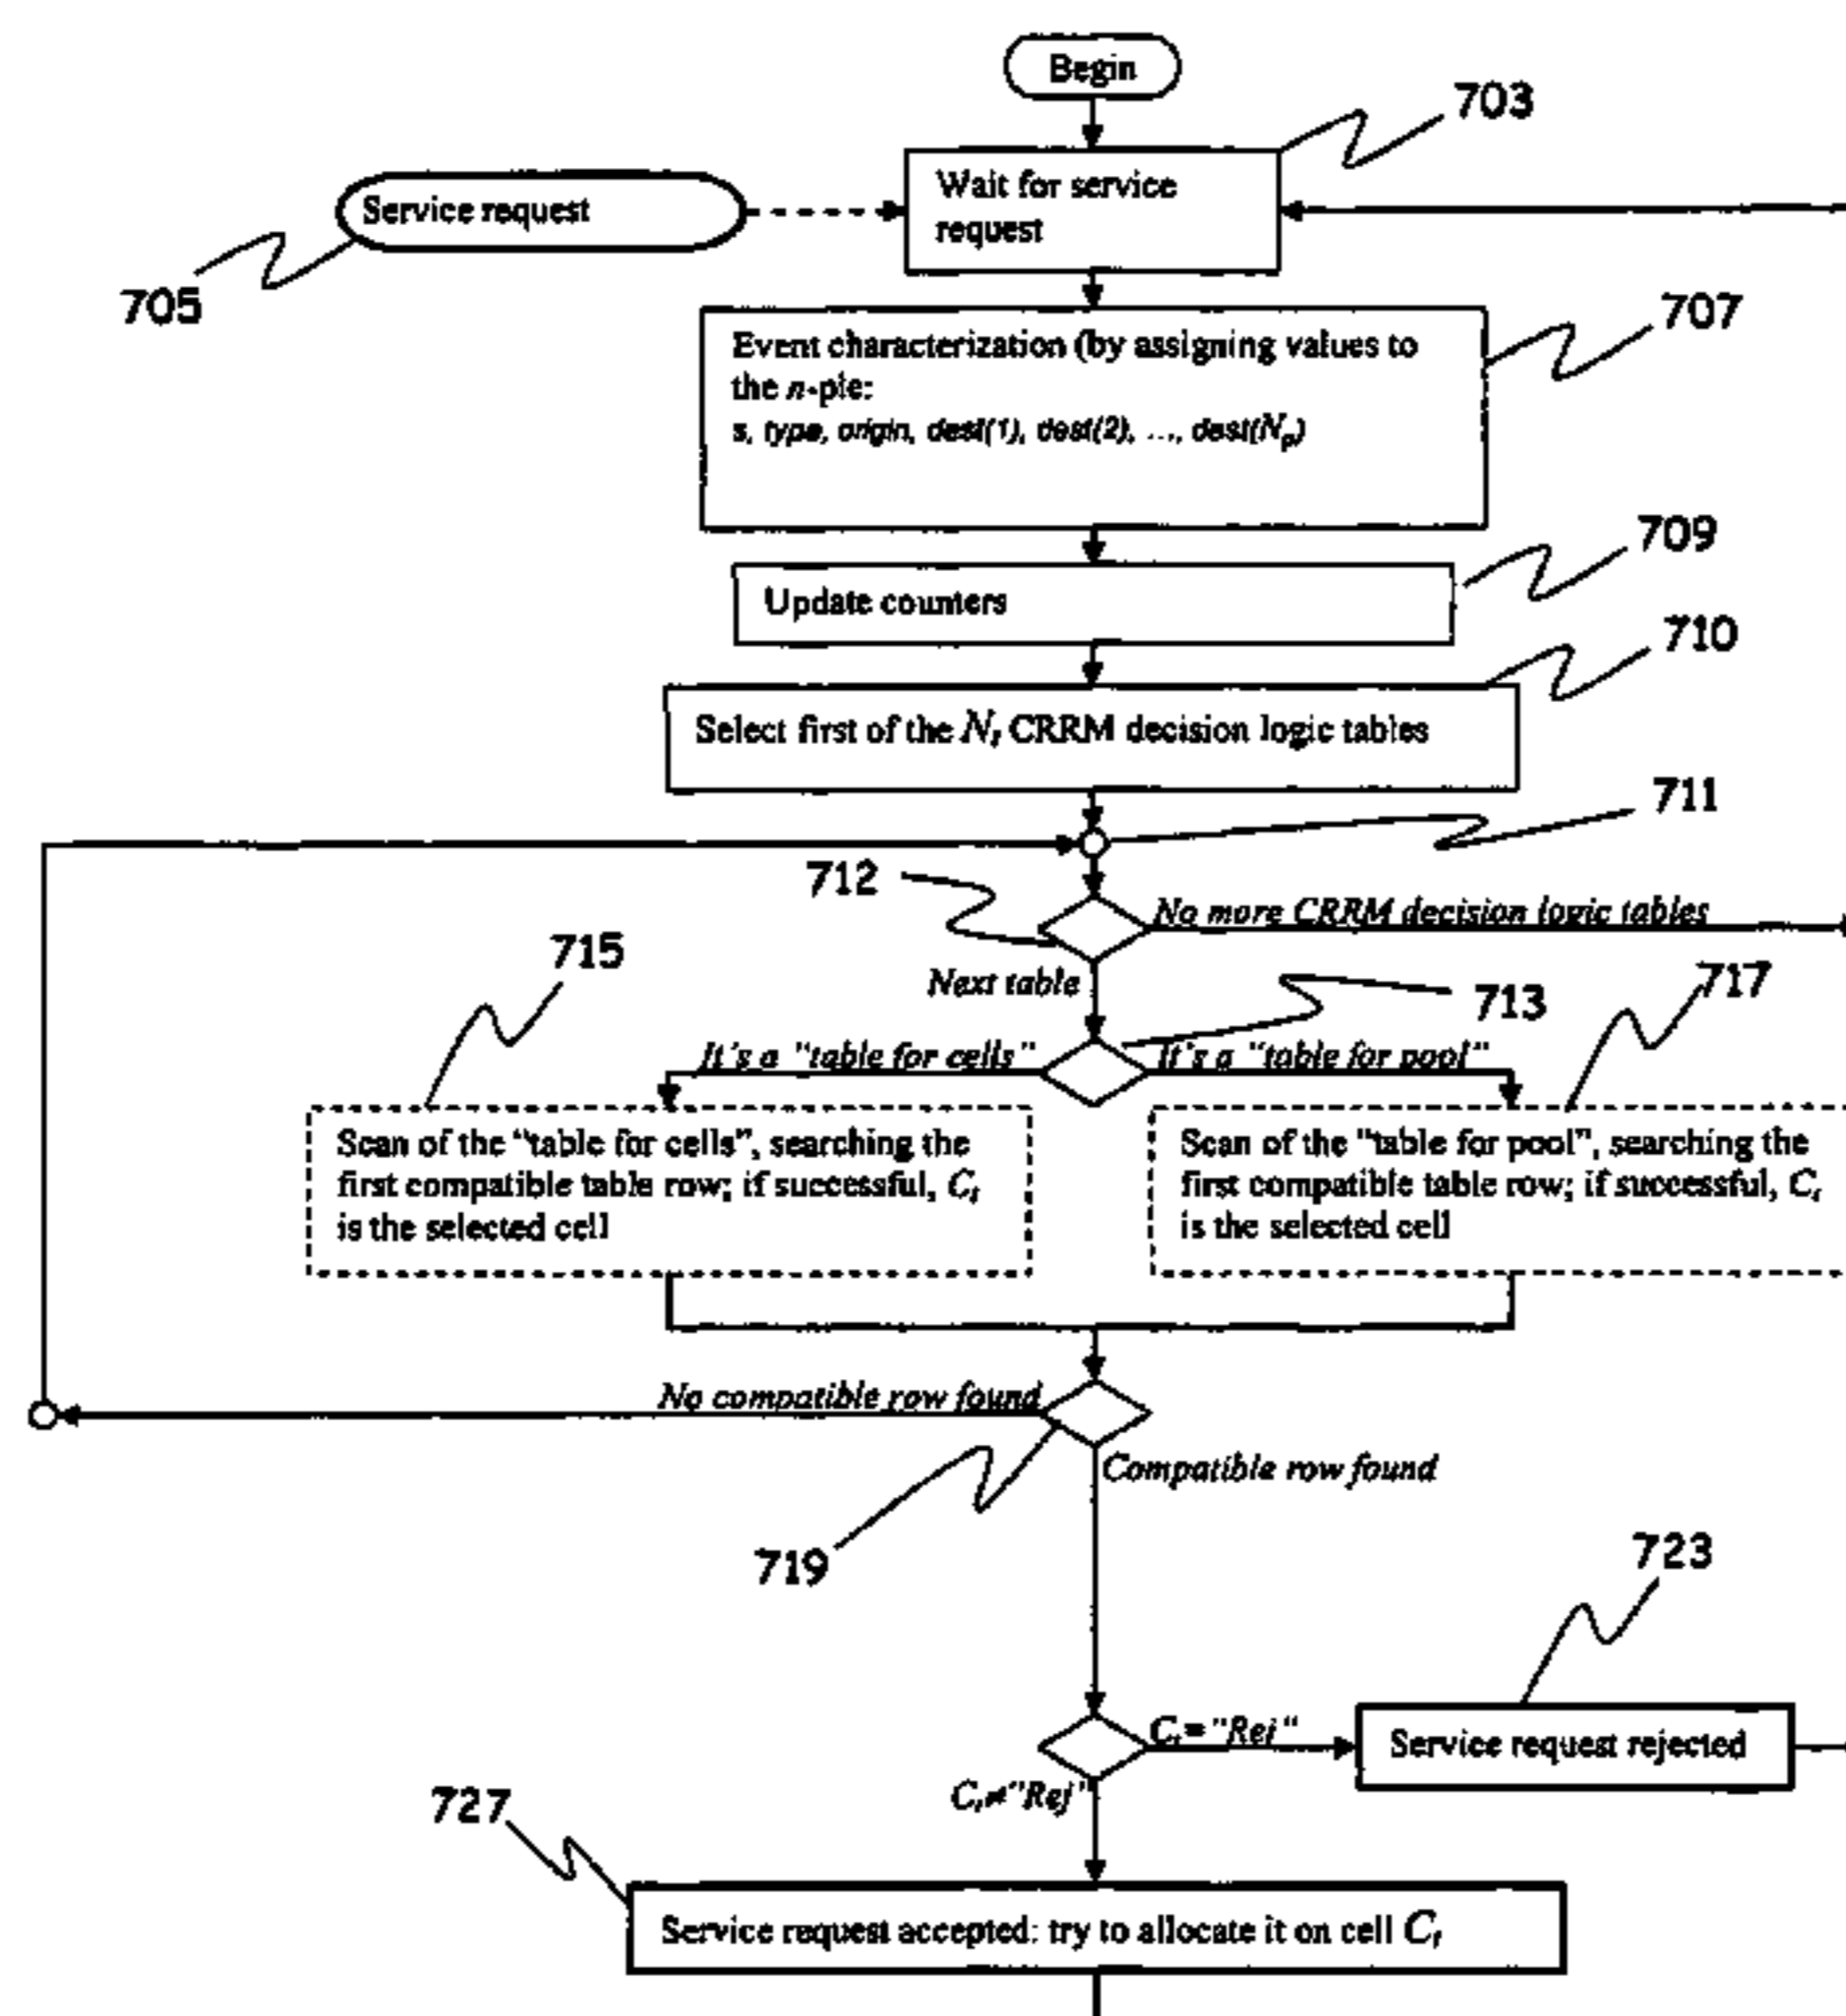 Begin
703
Wait for service
request
Service request
705
707
Event characterization (by assigning values to
the n-ple:
s, type, origin, dest(1), dest(2), ..., dest(Np)
709
Update counters
710
Select first of the Nt CRRM decision logic tables
711
712
No more CRRM decision logic tables
715
Next table
713
717
It's a "table for cells"
It's a "table for pool"
Scan of the "table for cells", searching the
first compatible table row; if successful, Ct
is the selected cell
Scan of the "table for pool", searching the
first compatible table row; if successful, Ct
is the selected cell
No compatible row found
Compatible row found
719
723
Ct = "Rej"
Service request rejected
Ct≠"Rej"
727
Service request accepted: try to allocate it on cell Ct